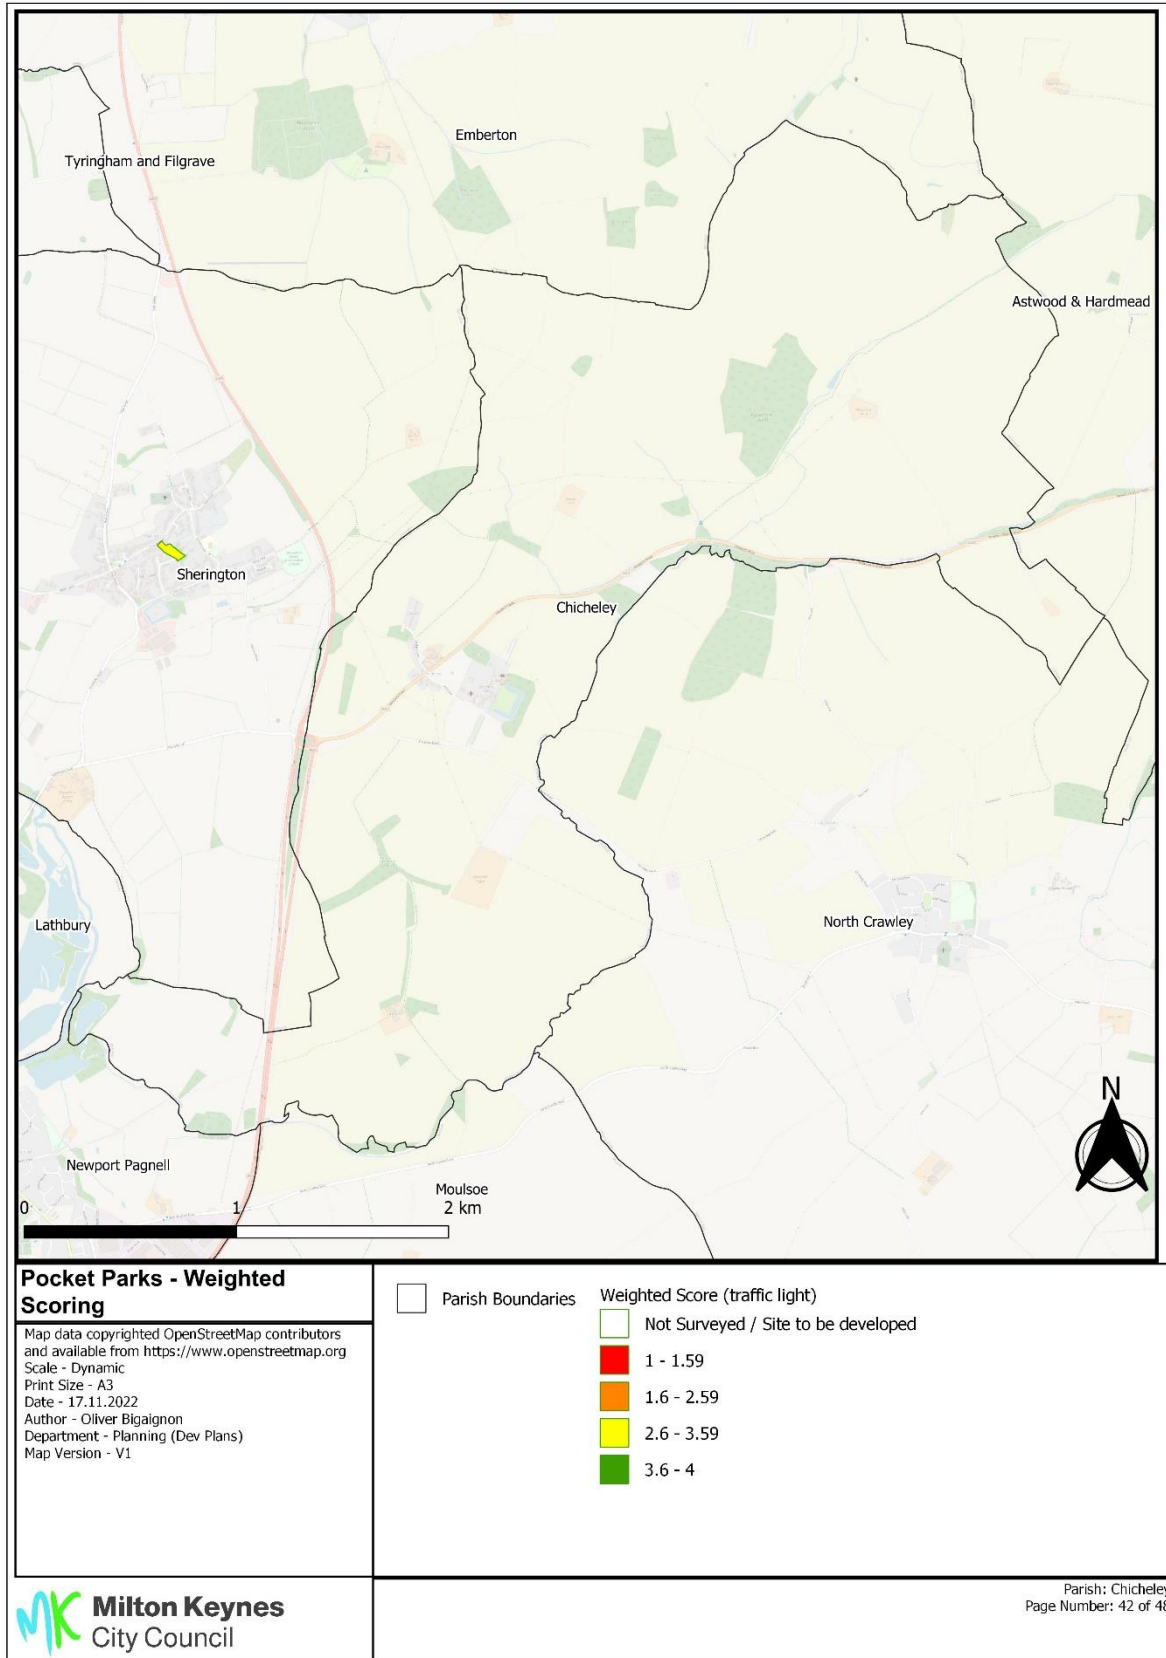 Emberton
Tyringham and Filgrave
Astwood & Hardmead
Sherington
Chicheley
Lathbury
North Crawley
N
Newport Pagnell
Moulsoe
0 1 2 km
Pocket Parks - Weighted
Scoring
Map data copyrighted OpenStreetMap contributors
and available from https://www.openstreetmap.org
Scale - Dynamic
Print Size - A3
Date - 17.11.2022
Author - Oliver Bigaignon
Department - Planning (Dev Plans)
Map Version - V1
Parish Boundaries
Weighted Score (traffic light)
Not Surveyed / Site to be developed
1 - 1.59
1.6 - 2.59
2.6 - 3.59
3.6 - 4
MK Milton Keynes
City Council
Parish: Chicheley
Page Number: 42 of 48